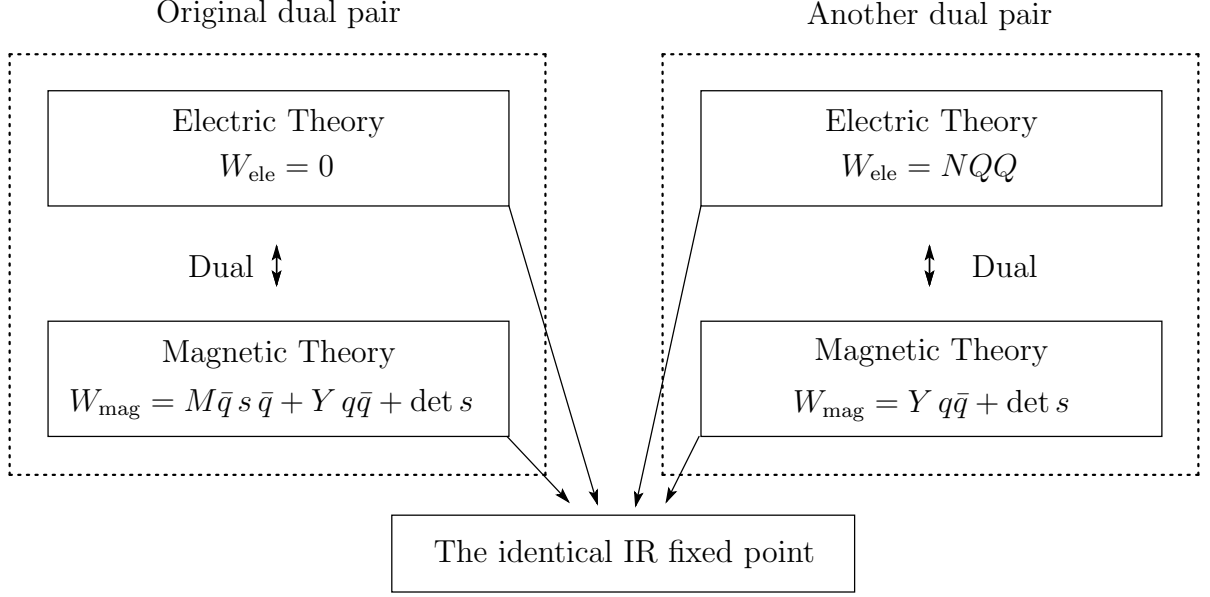 Original dual pair
Electric Theory
W_ele = 0
Dual
Magnetic Theory
W_mag = M q̄ s q̄ + Y q q̄ + det s
Another dual pair
Electric Theory
W_ele = NQQ
Dual
Magnetic Theory
W_mag = Y q q̄ + det s
The identical IR fixed point